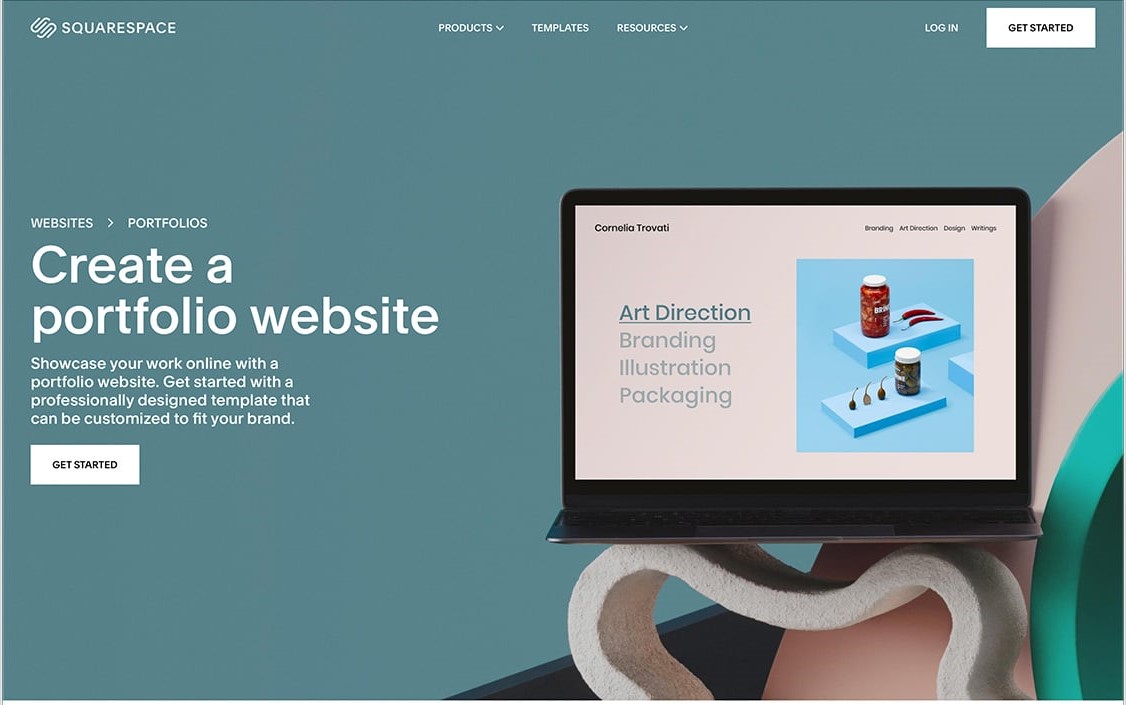 SQUARESPACE
PRODUCTS
TEMPLATES
RESOURCES
LOG IN
GET STARTED
WEBSITES > PORTFOLIOS
Create a
portfolio website
Showcase your work online with a
portfolio website. Get started with a
professionally designed template that
can be customized to fit your brand.
GET STARTED
Cornelia Trovati
Branding Art Direction Design Writings
Art Direction
Branding
Illustration
Packaging